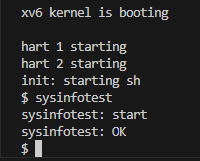 xv6 kernel is booting
hart 1 starting
hart 2 starting
init: starting sh
$ sysinfotest
sysinfotest: start
sysinfotest: OK
$